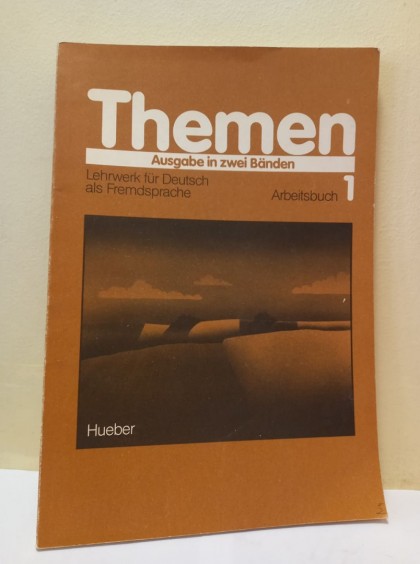 Themen
Ausgabe in zwei Bänden
Lehrwerk für Deutsch
als Fremdsprache
Arbeitsbuch 1
Hueber